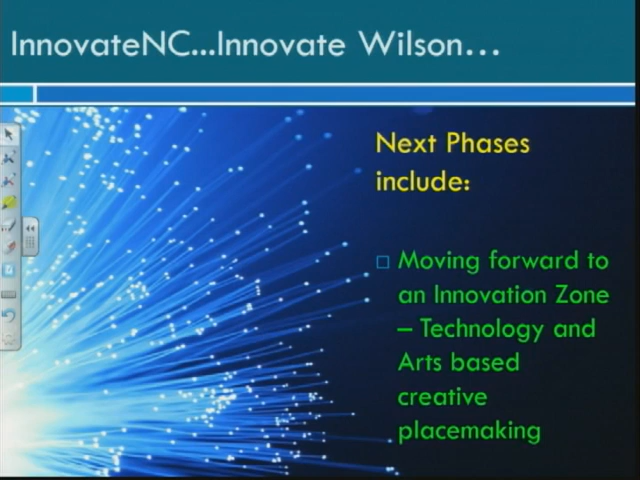 InnovateNC...Innovate Wilson...
Next Phases
include:
Moving forward to
an Innovation Zone
– Technology and
Arts based
creative
placemaking